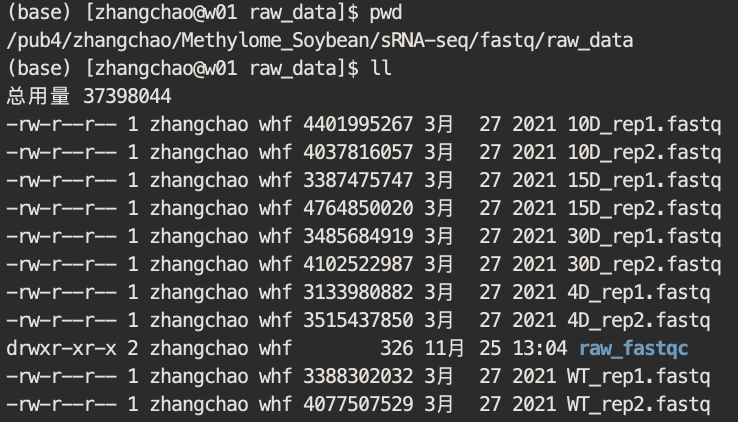 (base) [zhangchao@w01 raw_data]$ pwd
/pub4/zhangchao/Methylome_Soybean/sRNA-seq/fastq/raw_data
(base) [zhangchao@w01 raw_data]$ ll
总用量 37398044
-rw-r--r-- 1 zhangchao whf 4401995267 3月  27 2021 10D_rep1.fastq
-rw-r--r-- 1 zhangchao whf 4037816057 3月  27 2021 10D_rep2.fastq
-rw-r--r-- 1 zhangchao whf 3387475747 3月  27 2021 15D_rep1.fastq
-rw-r--r-- 1 zhangchao whf 4764850020 3月  27 2021 15D_rep2.fastq
-rw-r--r-- 1 zhangchao whf 3485684919 3月  27 2021 30D_rep1.fastq
-rw-r--r-- 1 zhangchao whf 4102522987 3月  27 2021 30D_rep2.fastq
-rw-r--r-- 1 zhangchao whf 3133980882 3月  27 2021 4D_rep1.fastq
-rw-r--r-- 1 zhangchao whf 3515437850 3月  27 2021 4D_rep2.fastq
drwxr-xr-x 2 zhangchao whf        326 11月 25 13:04 raw_fastqc
-rw-r--r-- 1 zhangchao whf 3388302032 3月  27 2021 WT_rep1.fastq
-rw-r--r-- 1 zhangchao whf 4077507529 3月  27 2021 WT_rep2.fastq